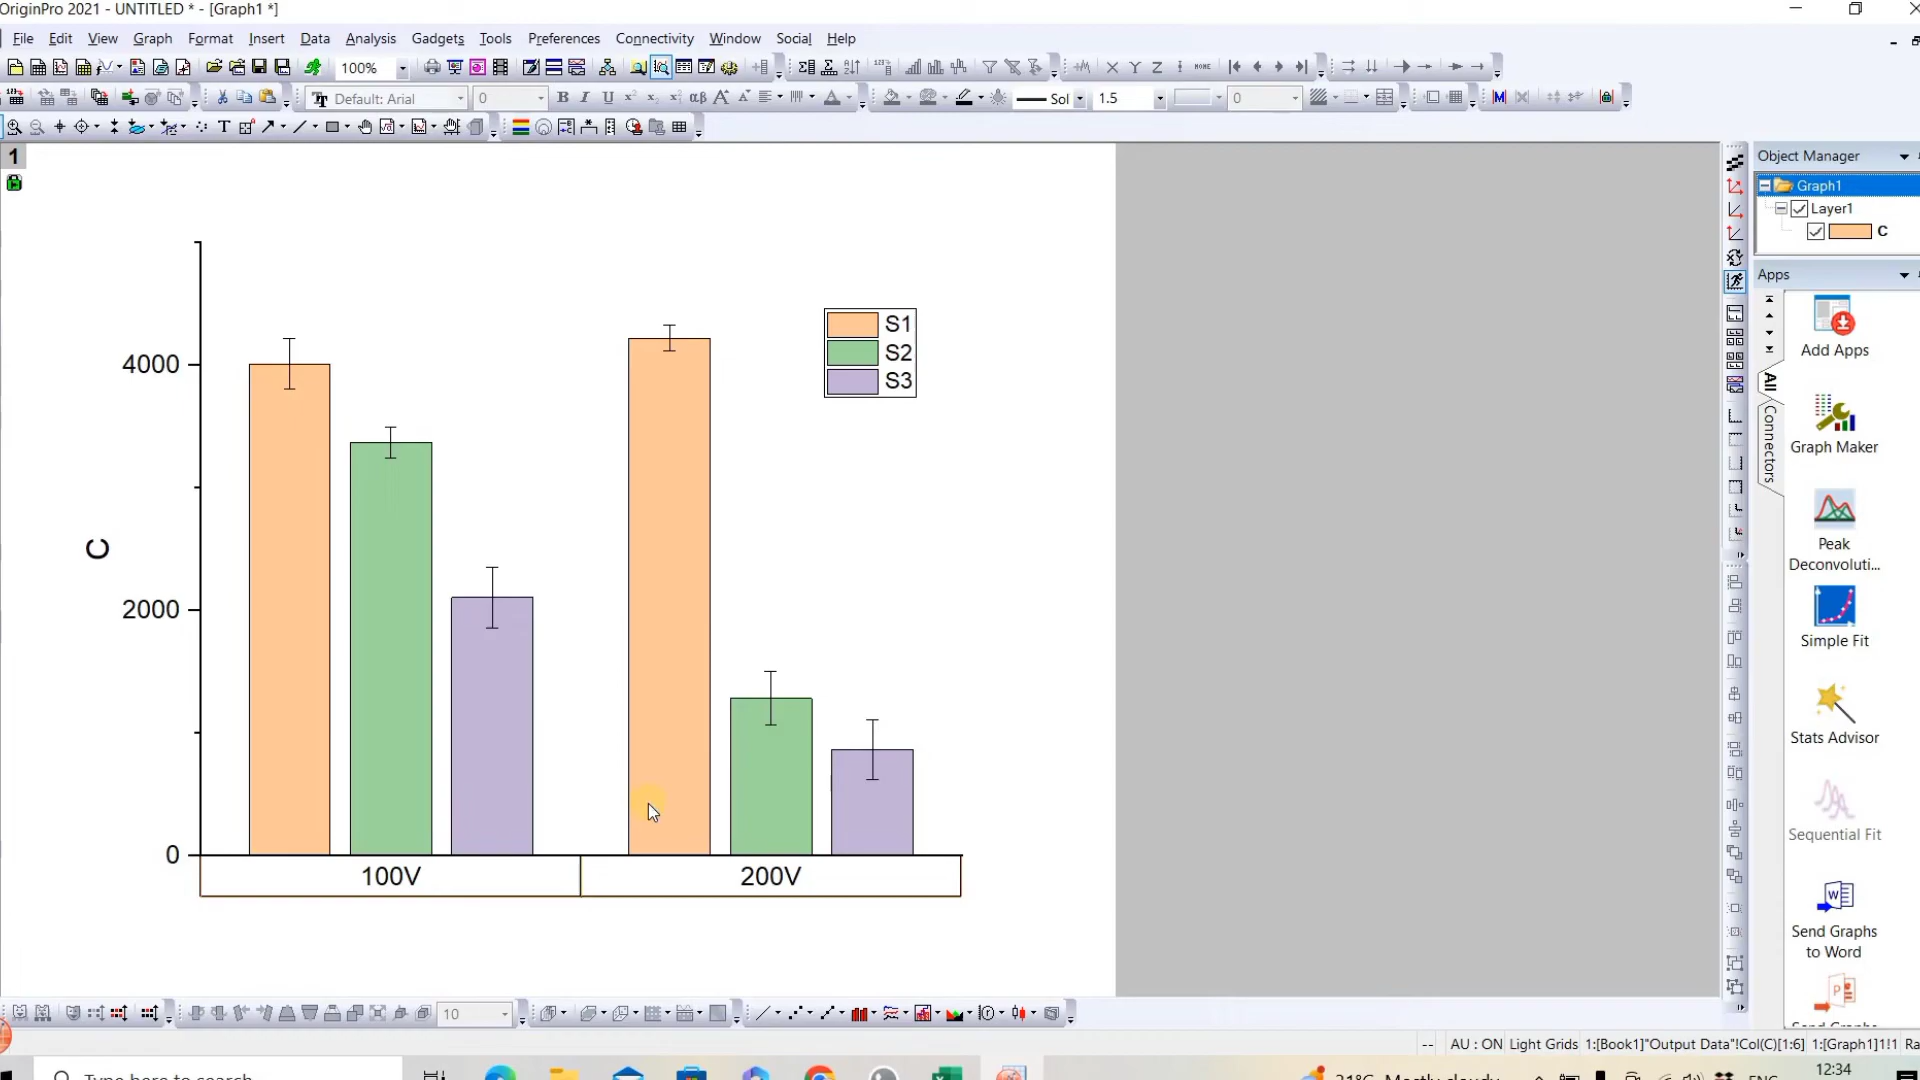 OriginPro 2021 - UNTITLED * - [Graph1 *]
File Edit View Graph Format Insert Data Analysis Gadgets Tools Preferences Connectivity Window Social Help
100%
Default: Arial 0 B I U Sol 1.5 0
1
4000
2000
0
C
S1
S2
S3
100V 200V
Object Manager
Graph1
Layer1
C
Apps
All
Connectors
Add Apps
Graph Maker
Peak
Deconvoluti...
Simple Fit
Stats Advisor
Sequential Fit
Send Graphs
to Word
10
-- AU : ON Light Grids 1:[Book1]"Output Data"!Col(C)[1:6] 1:[Graph1]1!1 Ra
Type here to search
Mostly cloudy
ENG
12:34